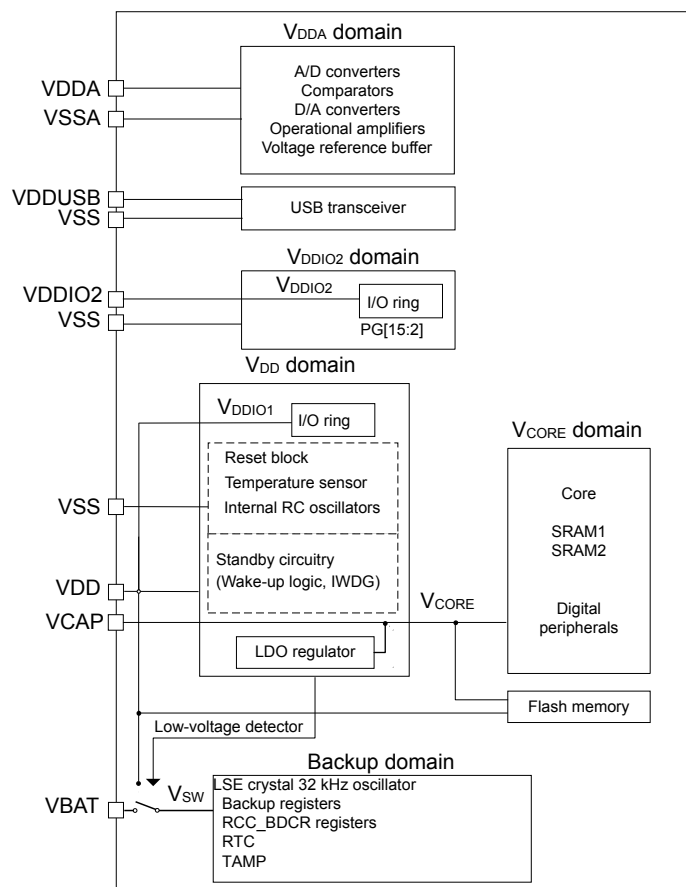 VDDA domain
VDDA
VSSA
A/D converters
Comparators
D/A converters
Operational amplifiers
Voltage reference buffer
VDDUSB
VSS
USB transceiver
VDDIO2 domain
VDDIO2
VSS
VDDIO2
I/O ring
PG[15:2]
VDD domain
VDDIO1
I/O ring
Reset block
Temperature sensor
Internal RC oscillators
VSS
Standby circuitry
(Wake-up logic, IWDG)
VDD
VCAP
LDO regulator
VCORE
VCORE domain
Core
SRAM1
SRAM2
Digital
peripherals
Flash memory
Low-voltage detector
Backup domain
VBAT
VSW
LSE crystal 32 kHz oscillator
Backup registers
RCC_BDCR registers
RTC
TAMP